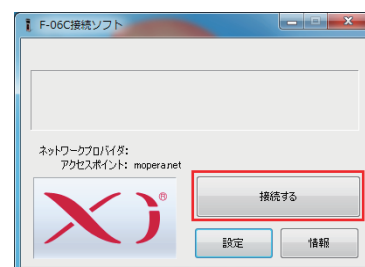 F-06C接続ソフト
ネットワークプロバイダ:
アクセスポイント: mopera.net
Xi®
接続する
設定
情報